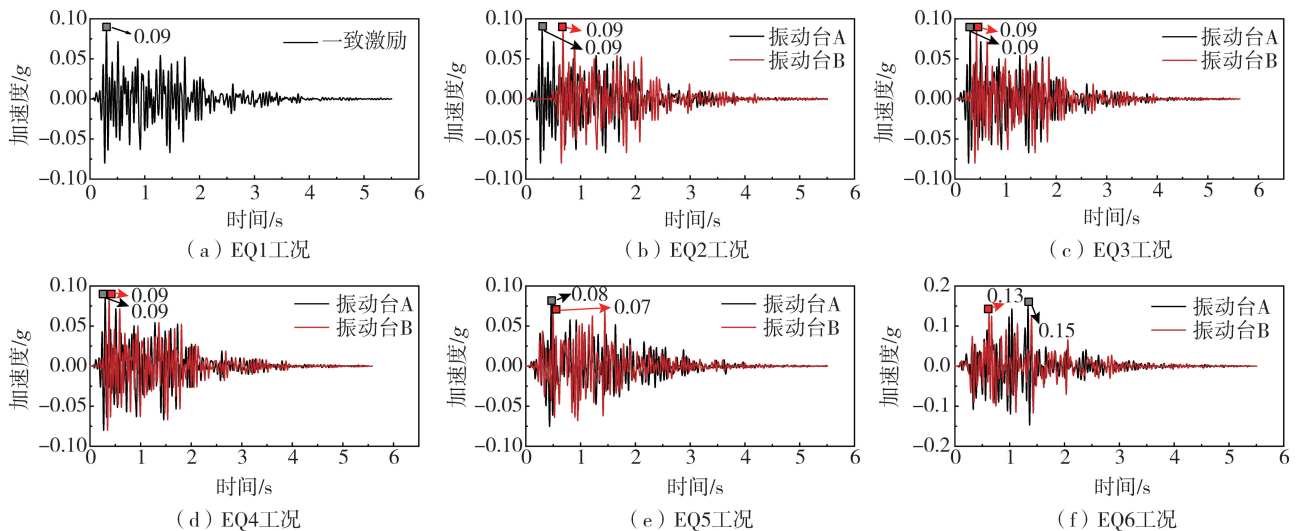 0.10
0.05
0.00
−0.05
−0.10
加速度/g
0.09
一致激励
0 1 2 3 4 5 6
时间/s
（a）EQ1工况
0.10
0.05
0.00
−0.05
−0.10
加速度/g
0.09
0.09
振动台A
振动台B
0 1 2 3 4 5 6
时间/s
（b）EQ2工况
0.10
0.05
0.00
−0.05
−0.10
加速度/g
0.09
0.09
振动台A
振动台B
0 1 2 3 4 5 6
时间/s
（c）EQ3工况
0.10
0.05
0.00
−0.05
−0.10
加速度/g
0.09
0.09
振动台A
振动台B
0 1 2 3 4 5 6
时间/s
（d）EQ4工况
0.10
0.05
0.00
−0.05
−0.10
加速度/g
0.08
0.07
振动台A
振动台B
0 1 2 3 4 5 6
时间/s
（e）EQ5工况
0.2
0.1
0.0
−0.1
−0.2
加速度/g
0.13
0.15
振动台A
振动台B
0 1 2 3 4 5 6
时间/s
（f）EQ6工况